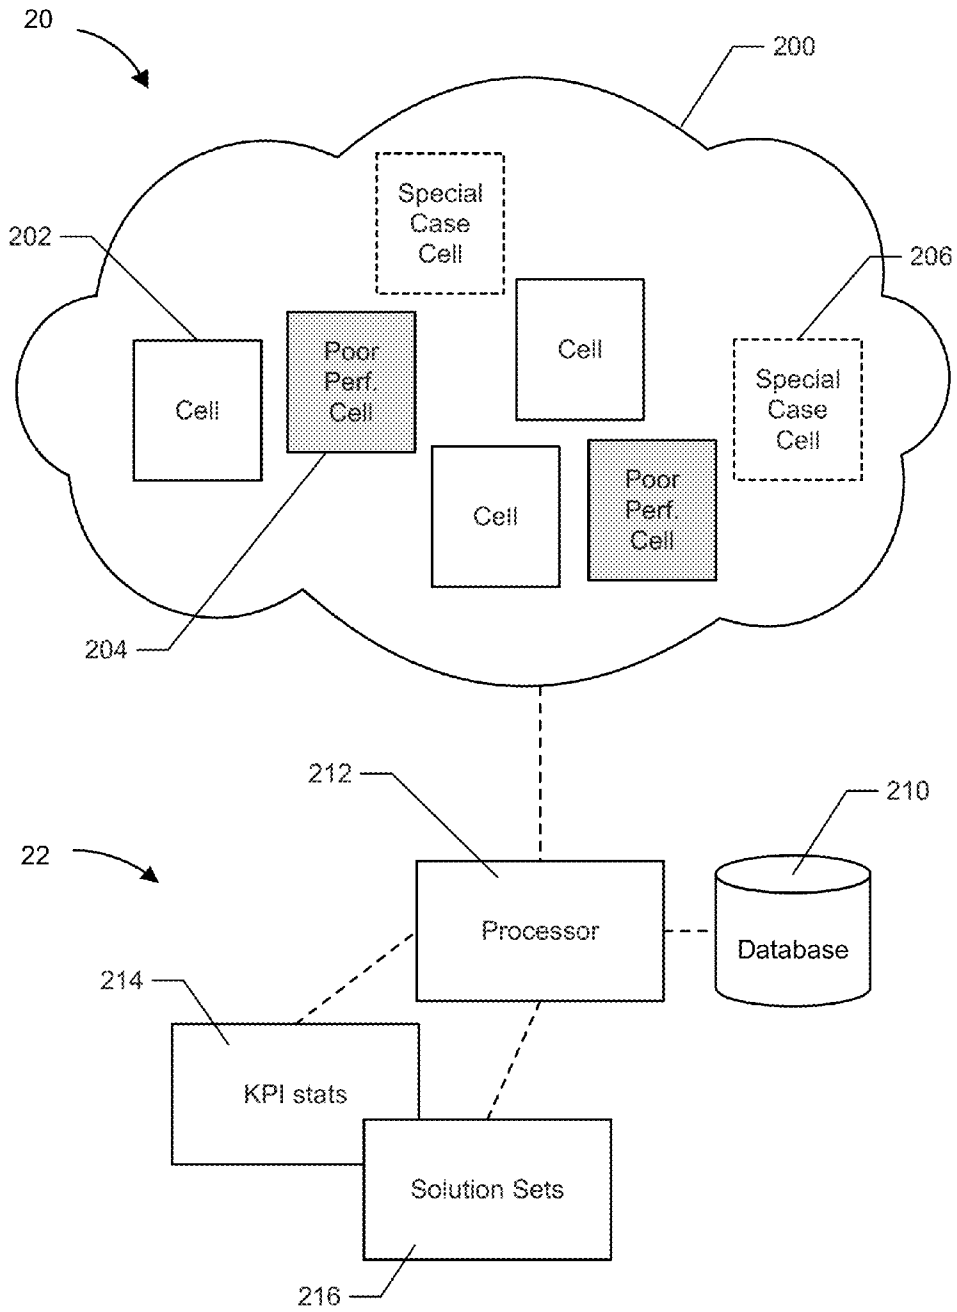 20
200
Special
Case
Cell
202
206
Cell
Poor
Perf.
Cell
Cell
Special
Case
Cell
Cell
Poor
Perf.
Cell
204
212
210
22
Processor
Database
214
KPI stats
Solution Sets
216